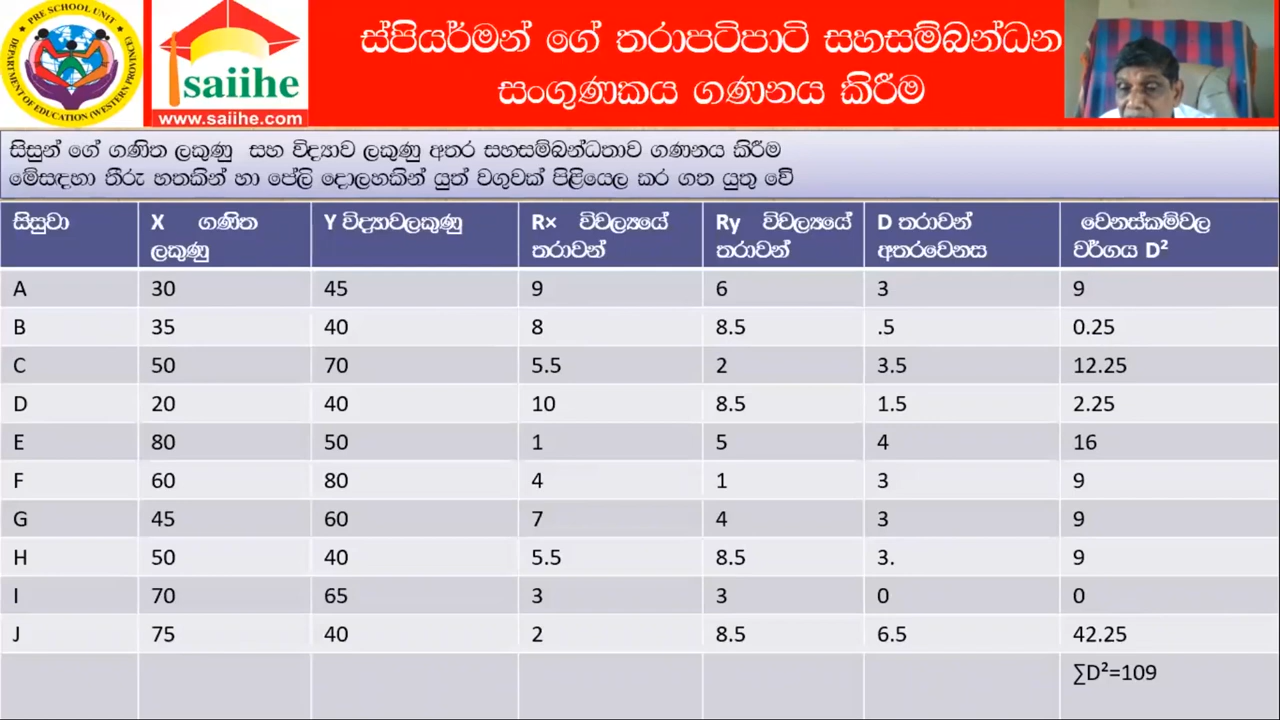 PRE SCHOOL UNIT
DEPARTMENT OF EDUCATION (WESTERN PROVINCE)
saiihe
www.saiihe.com
ස්පියර්මන් ගේ තරාපටිපාටි සහසම්බන්ධන
සංගුණකය ගණනය කිරීම
සිසුන් ගේ ගණිත ලකුණු සහ විද්‍යාව ලකුණු අතර සහසම්බන්ධතාව ගණනය කිරීම
මේසඳහා තීරු හතකින් හා පේලි දොලහකින් යුත් වගුවක් පිළියෙල කර ගත යුතු වේ
සිසුවා X ගණිත ලකුණු Y විද්‍යාවලකුණු R× විචල්‍යයේ තරාවන් Ry විචල්‍යයේ තරාවන් D තරාවන් අතරවෙනස වෙනස්කම්වල වර්ගය D²
A 30 45 9 6 3 9
B 35 40 8 8.5 .5 0.25
C 50 70 5.5 2 3.5 12.25
D 20 40 10 8.5 1.5 2.25
E 80 50 1 5 4 16
F 60 80 4 1 3 9
G 45 60 7 4 3 9
H 50 40 5.5 8.5 3. 9
I 70 65 3 3 0 0
J 75 40 2 8.5 6.5 42.25
∑D²=109